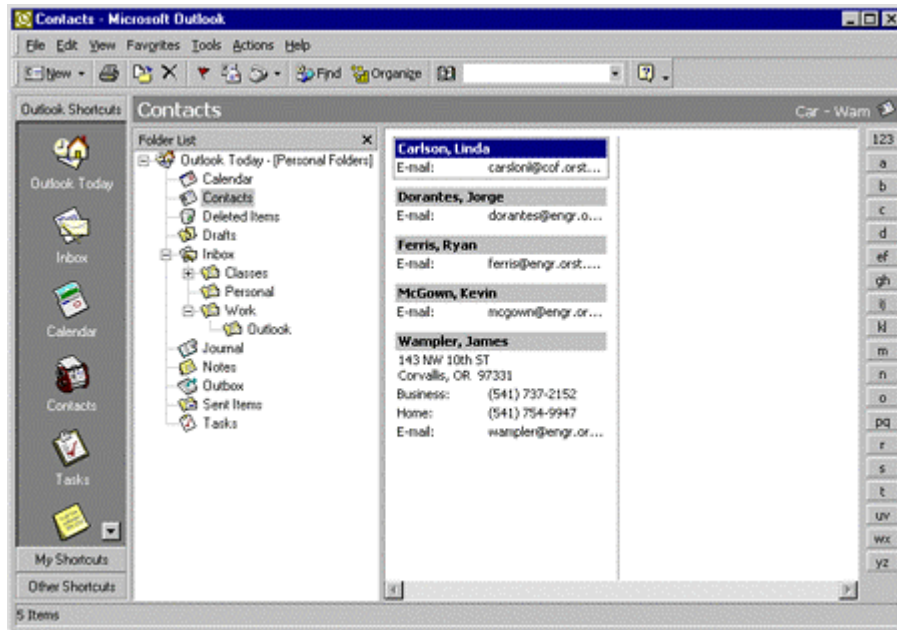 Contacts - Microsoft Outlook
File Edit View Favorites Tools Actions Help
New Find Organize
Outlook Shortcuts
Contacts
Car - Wam
Outlook Today
Inbox
Calendar
Contacts
Tasks
My Shortcuts
Other Shortcuts
Folder List
Outlook Today - [Personal Folders]
Calendar
Contacts
Deleted Items
Drafts
Inbox
Classes
Personal
Work
Outlook
Journal
Notes
Outbox
Sent Items
Tasks
Carlson, Linda
E-mail: carslonl@cof.orst....
Dorantes, Jorge
E-mail: dorantes@engr.o...
Ferris, Ryan
E-mail: ferris@engr.orst....
McGown, Kevin
E-mail: mcgown@engr.or...
Wampler, James
143 NW 10th ST
Corvallis, OR 97331
Business: (541) 737-2152
Home: (541) 754-9947
E-mail: wampler@engr.or...
123
a
b
c
d
ef
gh
ij
kl
m
n
o
pq
r
s
t
uv
wx
yz
5 Items